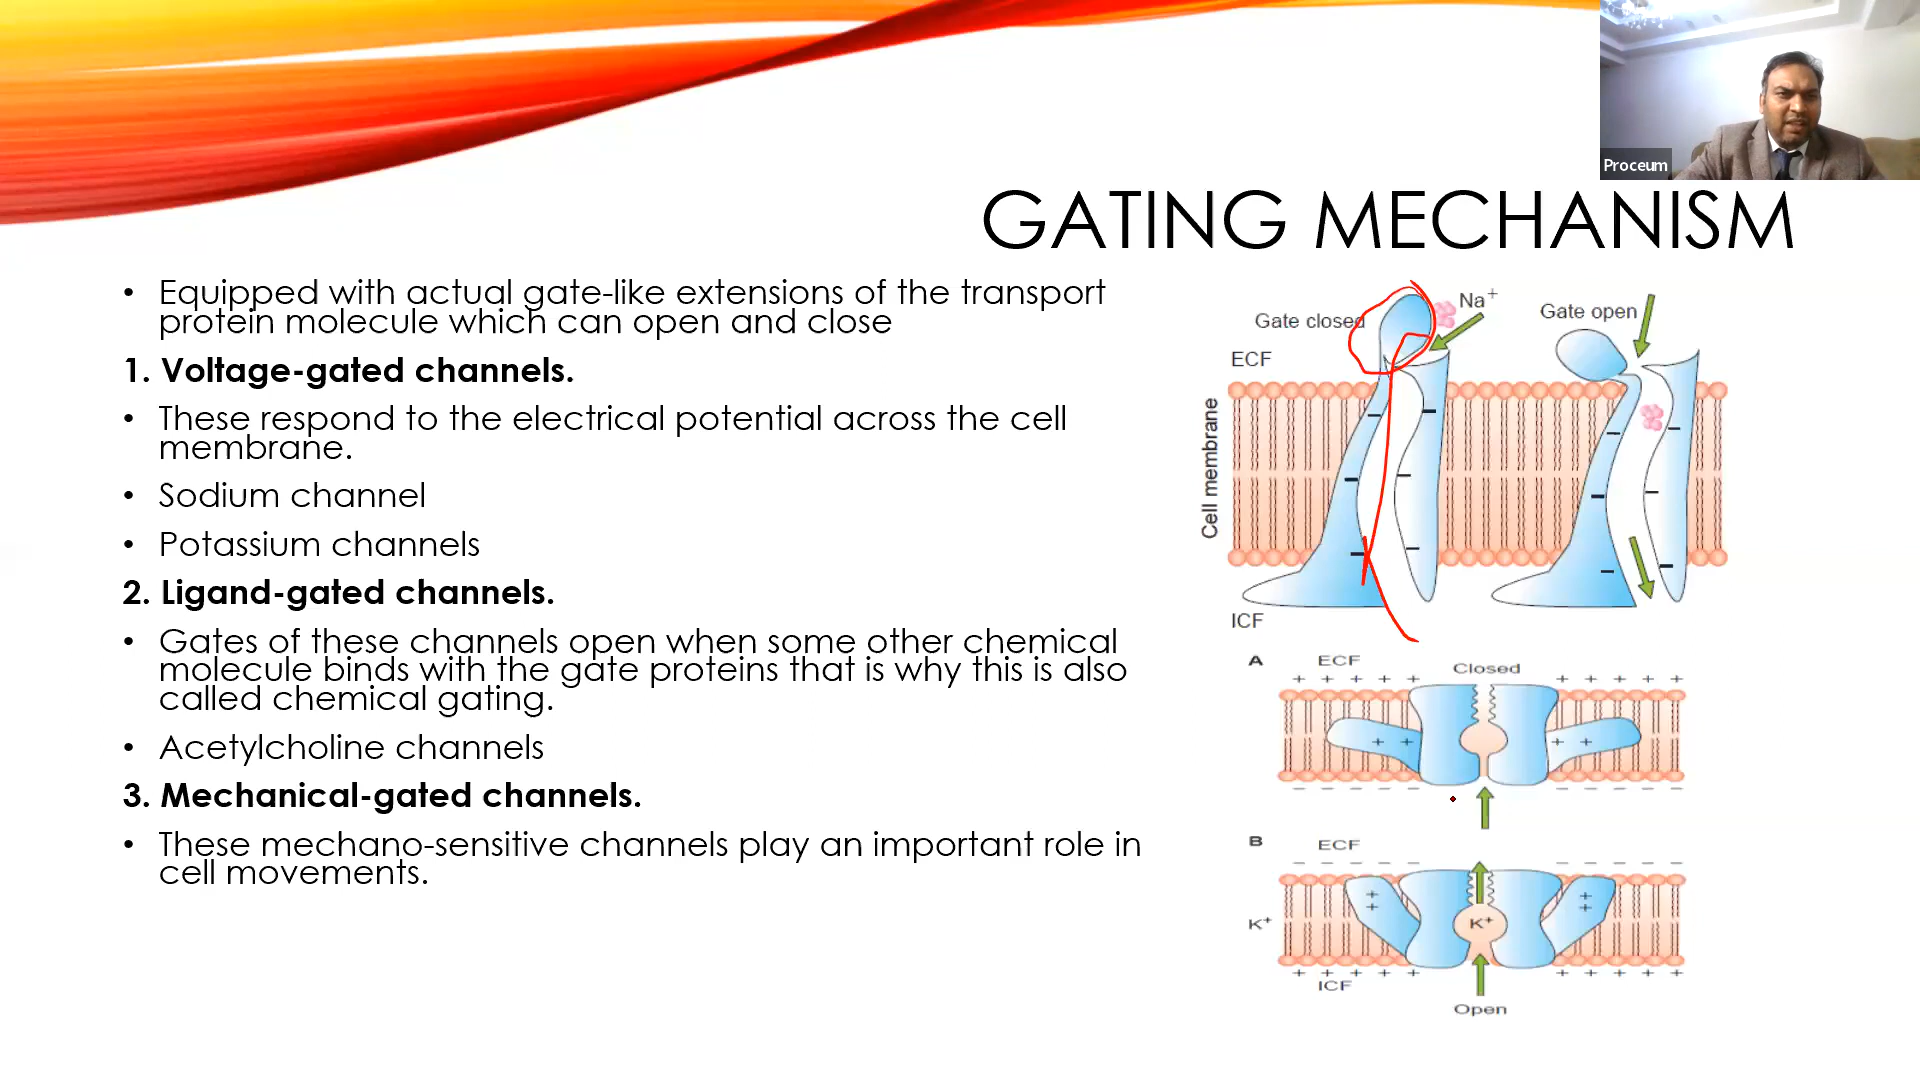 Proceum
GATING MECHANISM
• Equipped with actual gate-like extensions of the transport
protein molecule which can open and close
1. Voltage-gated channels.
• These respond to the electrical potential across the cell
membrane.
• Sodium channel
• Potassium channels
2. Ligand-gated channels.
• Gates of these channels open when some other chemical
molecule binds with the gate proteins that is why this is also
called chemical gating.
• Acetylcholine channels
3. Mechanical-gated channels.
• These mechano-sensitive channels play an important role in
cell movements.
Gate closed
Na+
Gate open
ECF
Cell membrane
ICF
A
ECF
Closed
+ + + + + + + + + +
+ + + +
− − − − − − − − − −
B
ECF
− − − − − − − − − −
+ + + +
K+
K+
+ + + + + + + + + +
ICF
Open